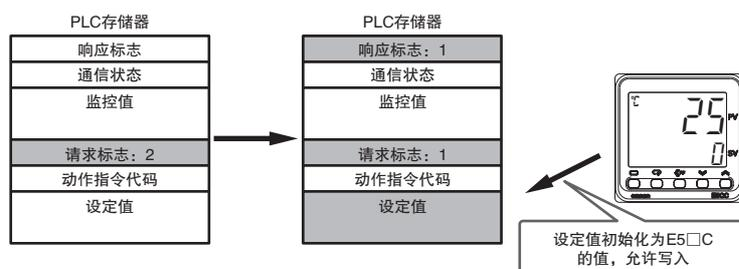 PLC存储器
响应标志
通信状态
监控值
请求标志：2
动作指令代码
设定值
PLC存储器
响应标志：1
通信状态
监控值
请求标志：1
动作指令代码
设定值
℃
25
PV
0
SV
omron
E5CC
设定值初始化为E5□C
的值，允许写入